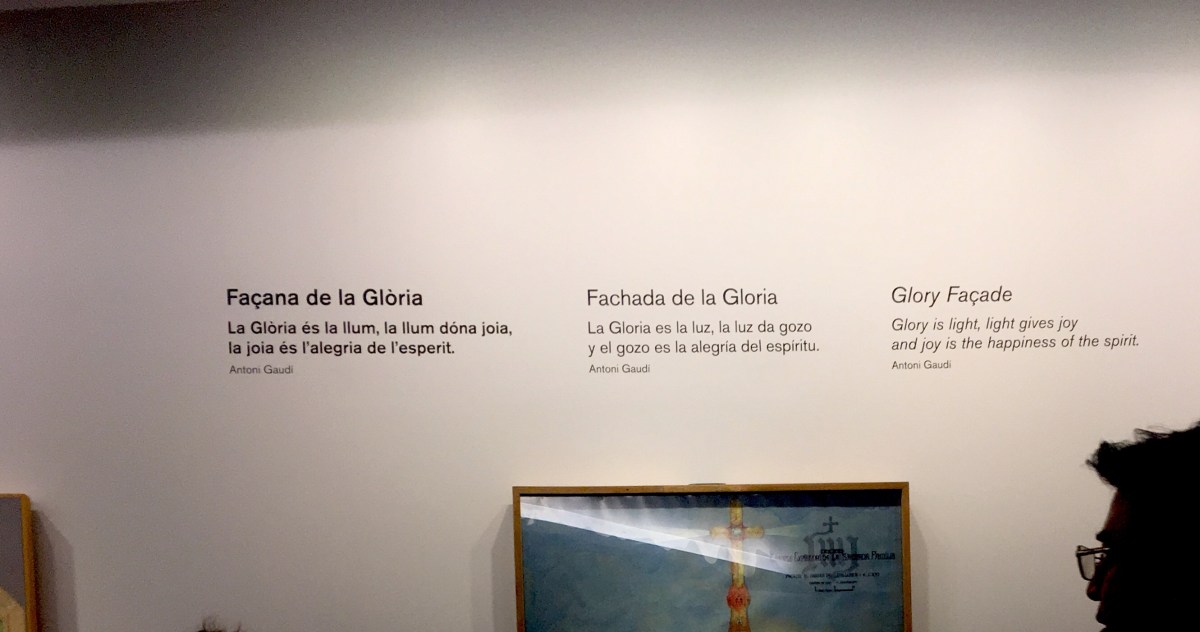 Façana de la Glòria
La Glòria és la llum, la llum dóna joia,
la joia és l'alegria de l'esperit.
Antoni Gaudí
Fachada de la Gloria
La Gloria es la luz, la luz da gozo
y el gozo es la alegría del espíritu.
Antoni Gaudí
Glory Façade
Glory is light, light gives joy
and joy is the happiness of the spirit.
Antoni Gaudí